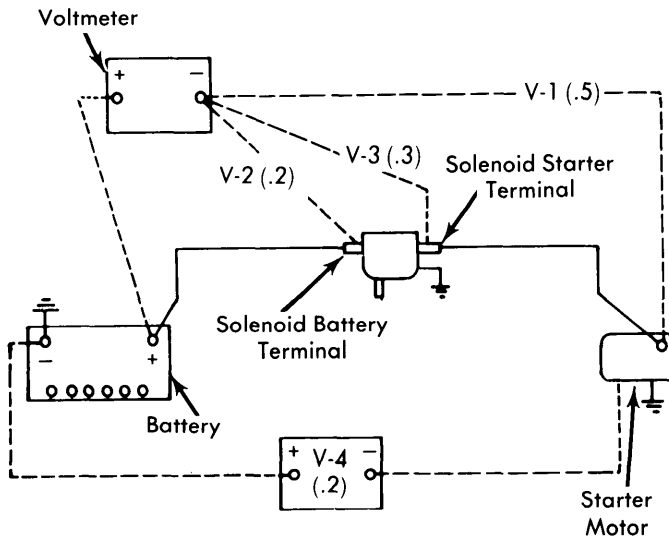 Voltmeter
+ −
V-1 (.5)
V-3 (.3)
V-2 (.2)
Solenoid Starter
Terminal
Solenoid Battery
Terminal
− +
Battery
+ V-4 −
(.2)
Starter
Motor